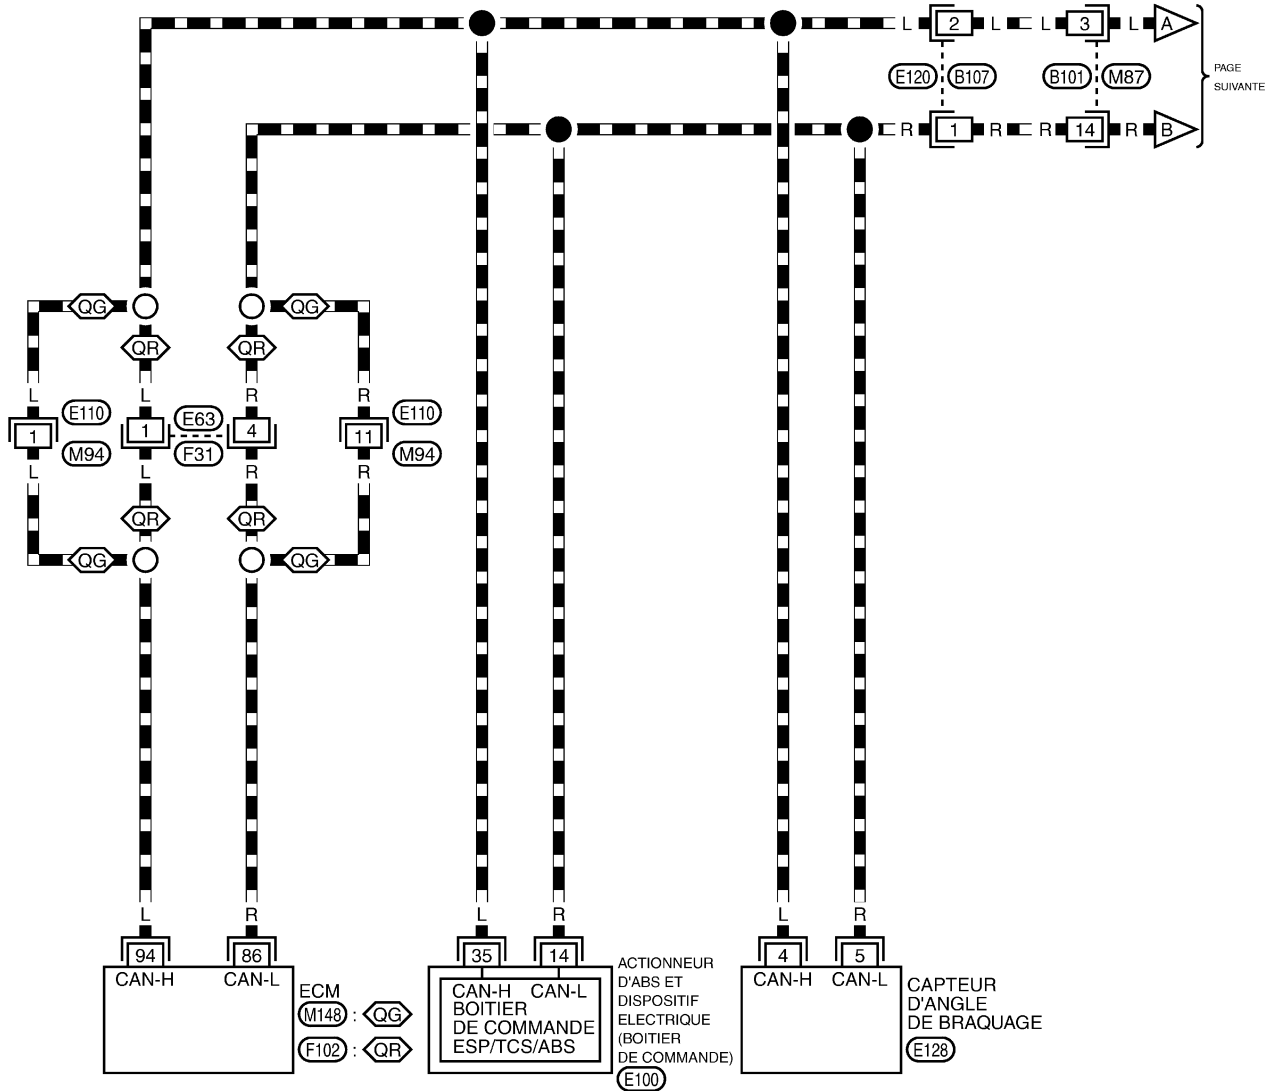 L 2 L L 3 L A
E120 B107 B101 M87
PAGE
SUIVANTE
R 1 R R 14 R B
QG QG
QR QR
L L R R
E110 E63 E110
1 1 4 11
M94 F31 M94
L L R R
QR QR
QG QG
L R L R L R
94 86 35 14 4 5
CAN-H CAN-L
ECM
M148 : QG
F102 : QR
CAN-H CAN-L
BOITIER
DE COMMANDE
ESP/TCS/ABS
ACTIONNEUR
D'ABS ET
DISPOSITIF
ELECTRIQUE
(BOITIER
DE COMMANDE)
E100
CAN-H CAN-L
CAPTEUR
D'ANGLE
DE BRAQUAGE
E128